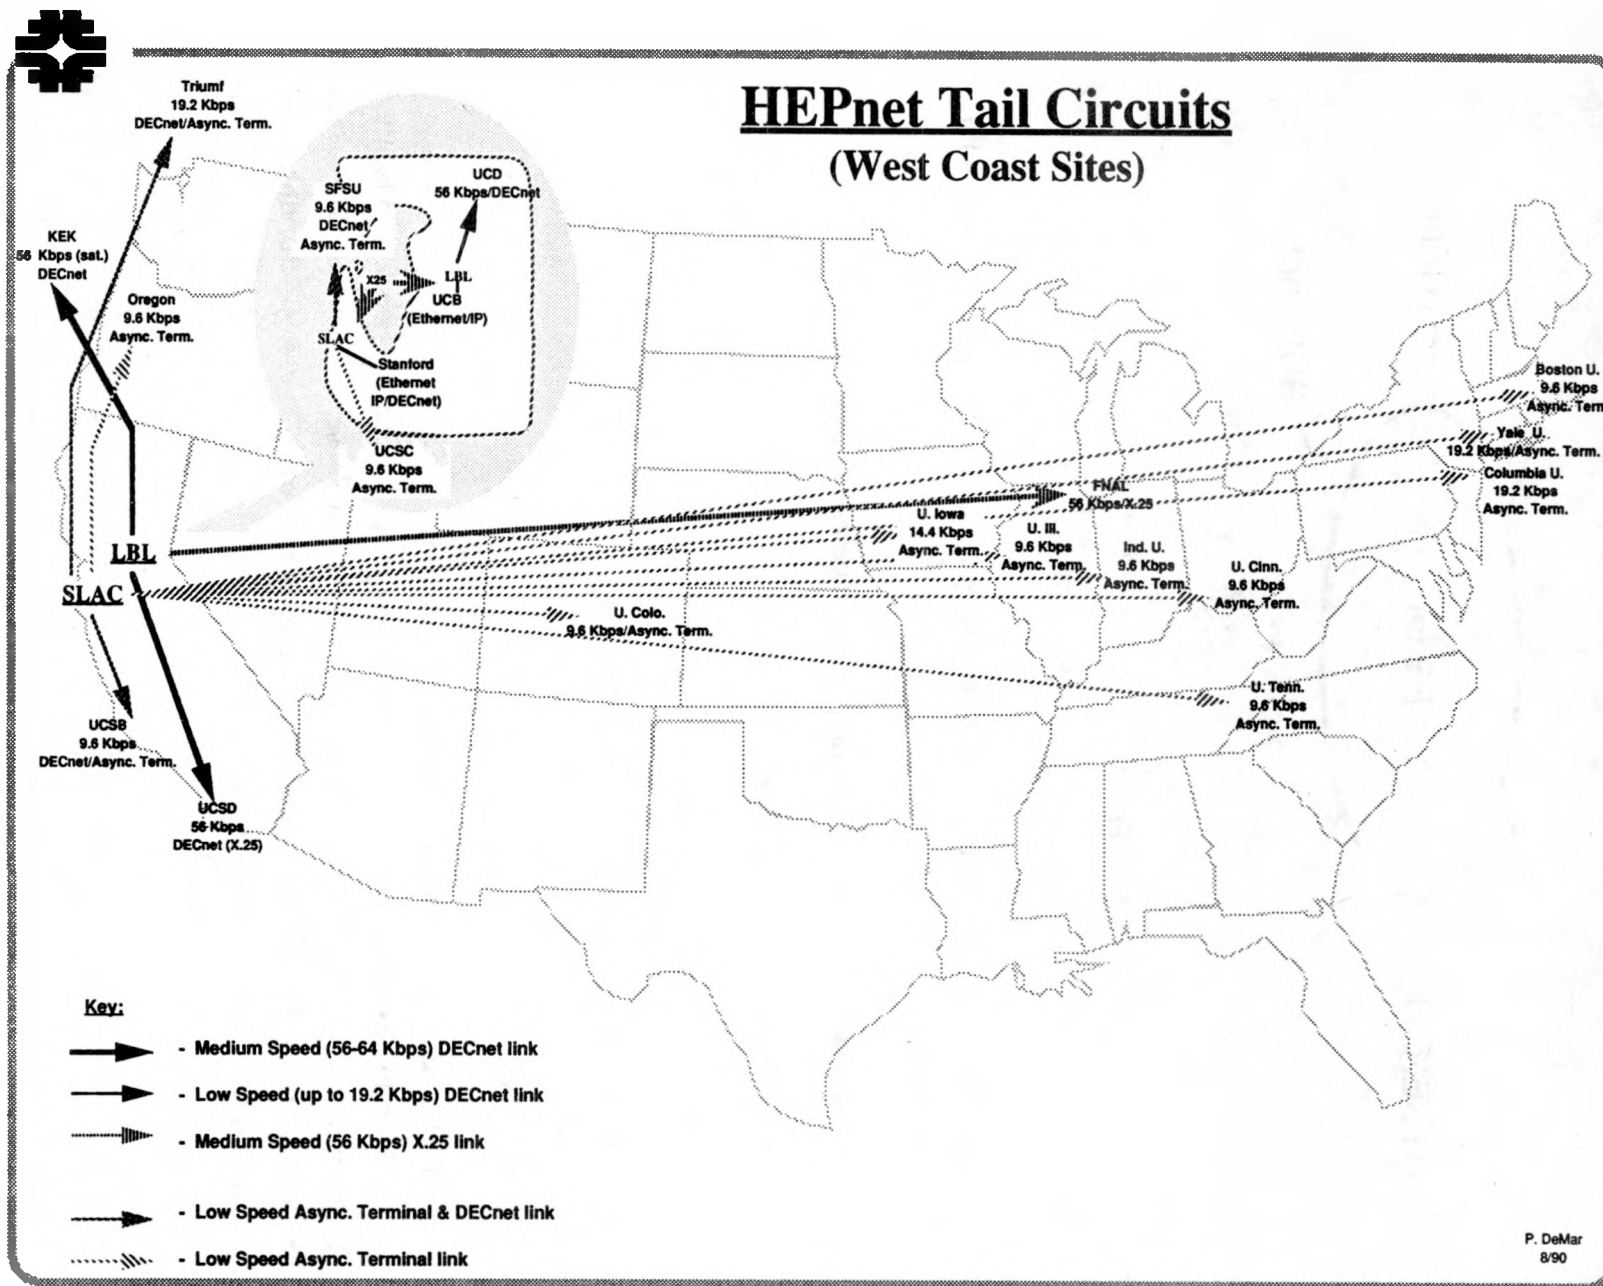 HEPnet Tail Circuits
(West Coast Sites)
Triumf
19.2 Kbps
DECnet/Async. Term.
KEK
56 Kbps (sat.)
DECnet
Oregon
9.6 Kbps
Async. Term.
SFSU
9.6 Kbps
DECnet
Async. Term.
UCD
56 Kbps/DECnet
X25
LBL
UCB
(Ethernet/IP)
SLAC
Stanford
(Ethernet
IP/DECnet)
UCSC
9.6 Kbps
Async. Term.
Boston U.
9.6 Kbps
Async. Term
Yale U.
19.2 Kbps/Async. Term.
Columbia U.
19.2 Kbps
Async. Term.
FNAL
56 Kbps/X.25
U. Iowa
14.4 Kbps
Async. Term.
U. Ill.
9.6 Kbps
Async. Term.
Ind. U.
9.6 Kbps
Async. Term.
U. Cinn.
9.6 Kbps
Async. Term.
LBL
SLAC
U. Colo.
9.6 Kbps/Async. Term.
U. Tenn.
9.6 Kbps
Async. Term.
UCSB
9.6 Kbps
DECnet/Async. Term.
UCSD
56 Kbps
DECnet (X.25)
Key:
- Medium Speed (56-64 Kbps) DECnet link
- Low Speed (up to 19.2 Kbps) DECnet link
- Medium Speed (56 Kbps) X.25 link
- Low Speed Async. Terminal & DECnet link
- Low Speed Async. Terminal link
P. DeMar
8/90